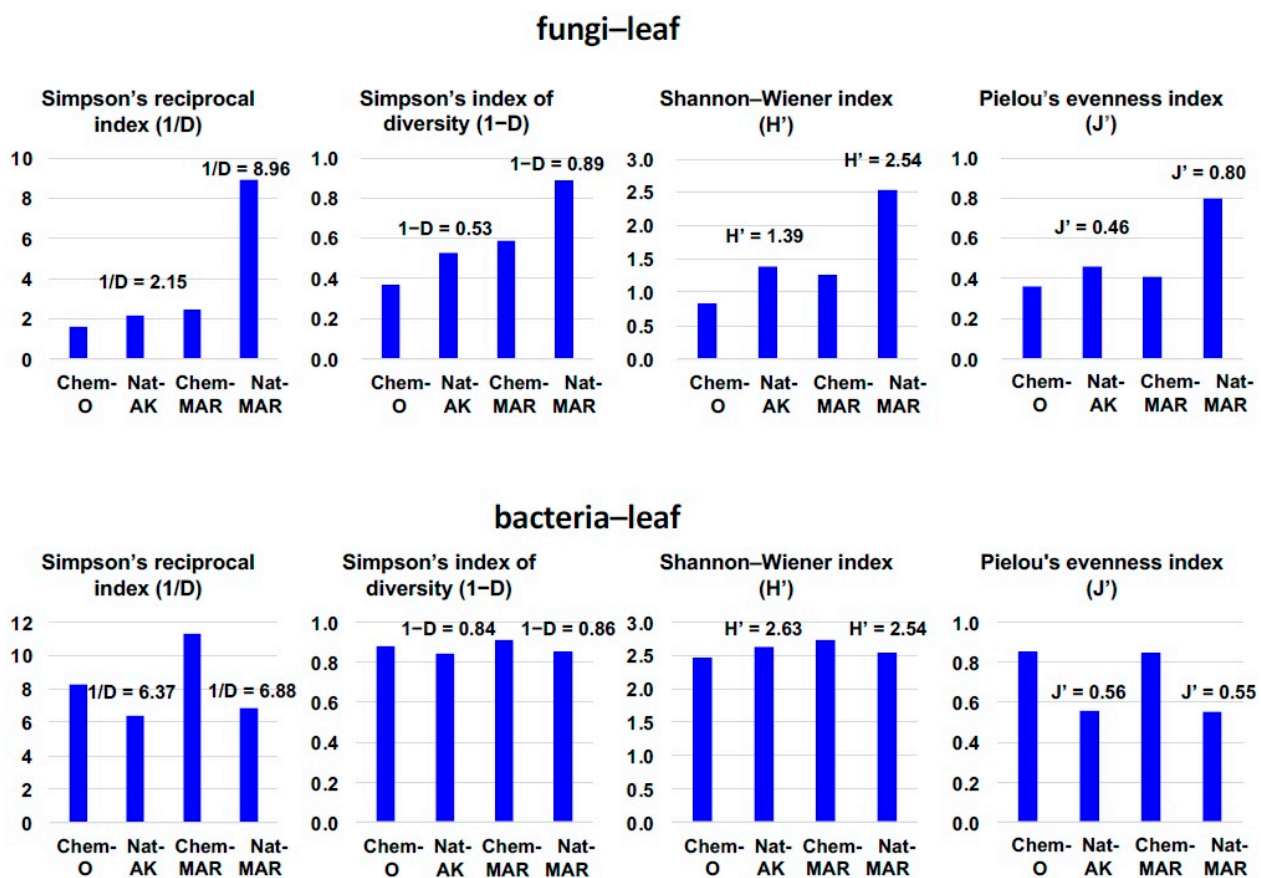 fungi–leaf
Simpson's reciprocal
index (1/D)
10
8
6
4
2
0
1/D = 8.96
1/D = 2.15
Chem-
O
Nat-
AK
Chem-
MAR
Nat-
MAR
Simpson's index of
diversity (1−D)
1.0
0.8
0.6
0.4
0.2
0.0
1−D = 0.89
1−D = 0.53
Chem-
O
Nat-
AK
Chem-
MAR
Nat-
MAR
Shannon–Wiener index
(H')
3.0
2.5
2.0
1.5
1.0
0.5
0.0
H' = 2.54
H' = 1.39
Chem-
O
Nat-
AK
Chem-
MAR
Nat-
MAR
Pielou's evenness index
(J')
1.0
0.8
0.6
0.4
0.2
0.0
J' = 0.80
J' = 0.46
Chem-
O
Nat-
AK
Chem-
MAR
Nat-
MAR
bacteria–leaf
Simpson's reciprocal
index (1/D)
12
10
8
6
4
2
0
1/D = 6.37
1/D = 6.88
Chem-
O
Nat-
AK
Chem-
MAR
Nat-
MAR
Simpson's index of
diversity (1−D)
1.0
0.8
0.6
0.4
0.2
0.0
1−D = 0.84
1−D = 0.86
Chem-
O
Nat-
AK
Chem-
MAR
Nat-
MAR
Shannon–Wiener index
(H')
3.0
2.5
2.0
1.5
1.0
0.5
0.0
H' = 2.63
H' = 2.54
Chem-
O
Nat-
AK
Chem-
MAR
Nat-
MAR
Pielou's evenness index
(J')
1.0
0.8
0.6
0.4
0.2
0.0
J' = 0.56
J' = 0.55
Chem-
O
Nat-
AK
Chem-
MAR
Nat-
MAR